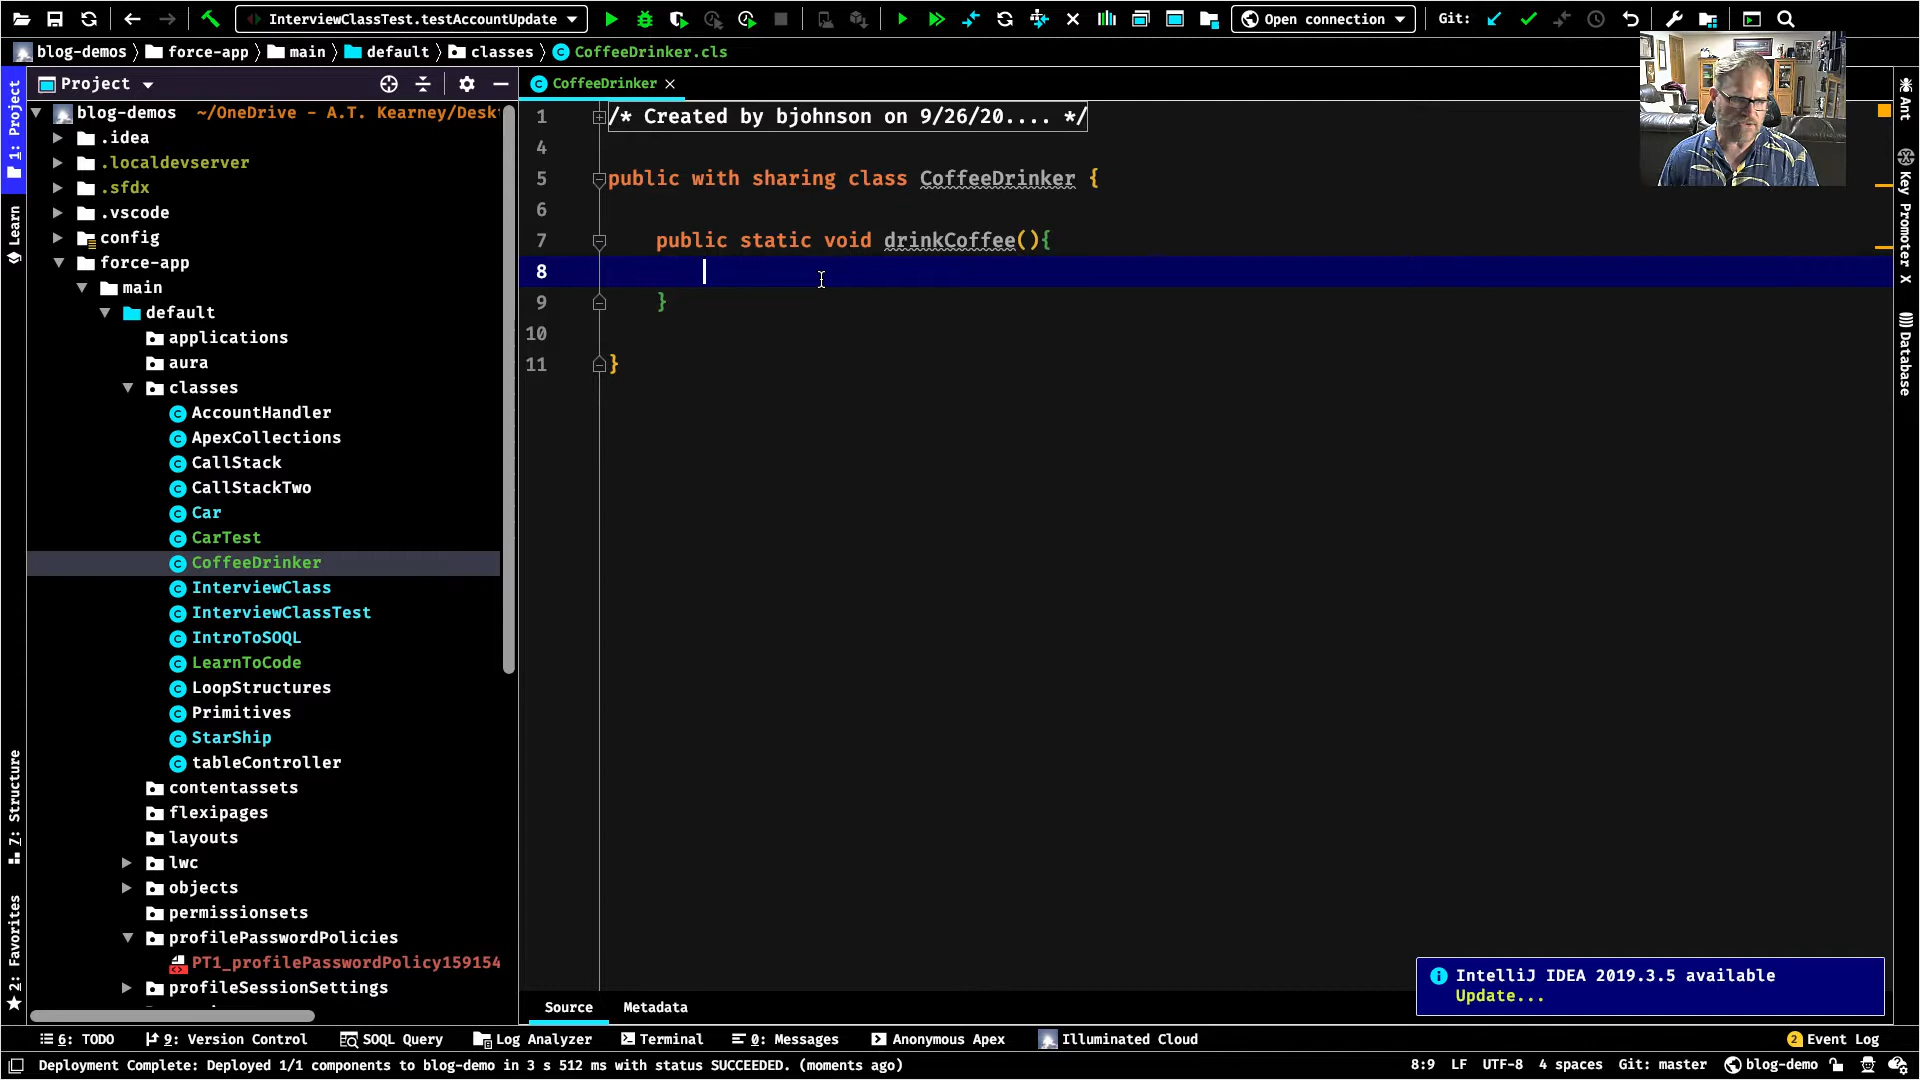 InterviewClassTest.testAccountUpdate
Open connection
Git:
blog-demos
force-app
main
default
classes
CoffeeDrinker.cls
1: Project
Learn
7: Structure
2: Favorites
Project
blog-demos ~/OneDrive - A.T. Kearney/Desk
.idea
.localdevserver
.sfdx
.vscode
config
force-app
main
default
applications
aura
classes
AccountHandler
ApexCollections
CallStack
CallStackTwo
Car
CarTest
CoffeeDrinker
InterviewClass
InterviewClassTest
IntroToSOQL
LearnToCode
LoopStructures
Primitives
StarShip
tableController
contentassets
flexipages
layouts
lwc
objects
permissionsets
profilePasswordPolicies
PT1_profilePasswordPolicy159154
profileSessionSettings
CoffeeDrinker
1 /* Created by bjohnson on 9/26/20.... */
4
5 public with sharing class CoffeeDrinker {
6
7 public static void drinkCoffee(){
8
9 }
10
11 }
Source
Metadata
Ant
Key Promoter X
Database
IntelliJ IDEA 2019.3.5 available
Update...
6: TODO
9: Version Control
SOQL Query
Log Analyzer
Terminal
0: Messages
Anonymous Apex
Illuminated Cloud
2 Event Log
Deployment Complete: Deployed 1/1 components to blog-demo in 3 s 512 ms with status SUCCEEDED. (moments ago)
8:9
LF
UTF-8
4 spaces
Git: master
blog-demo